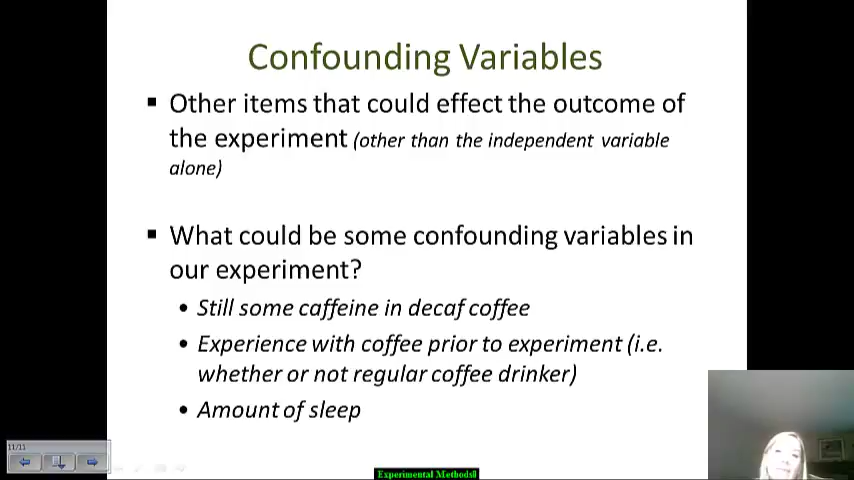 Confounding Variables
▪ Other items that could effect the outcome of
the experiment (other than the independent variable
alone)
▪ What could be some confounding variables in
our experiment?
• Still some caffeine in decaf coffee
• Experience with coffee prior to experiment (i.e.
whether or not regular coffee drinker)
• Amount of sleep
11/11
Experimental Methods